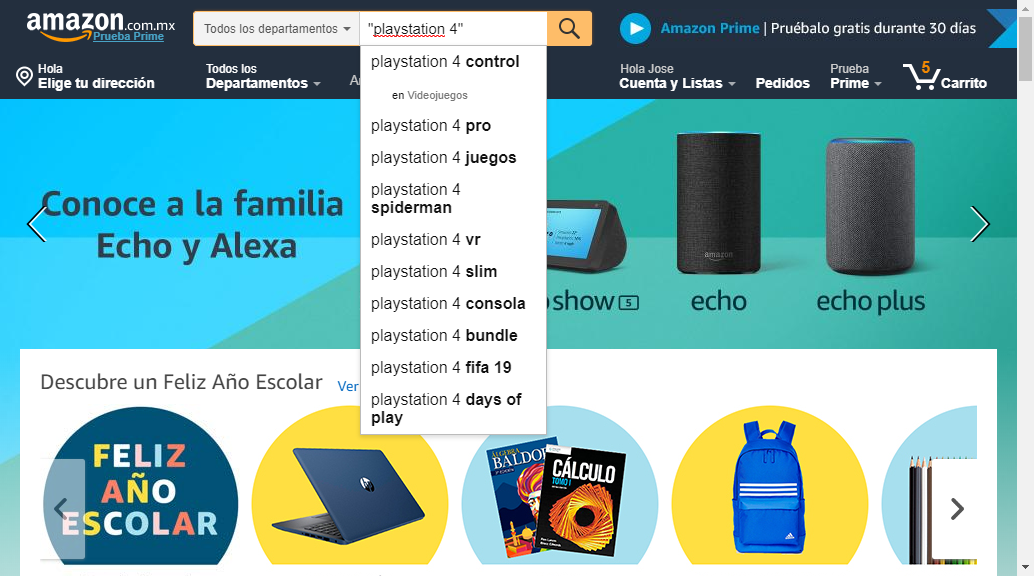 amazon.com.mx
Prueba Prime
Todos los departamentos
"playstation 4"
Amazon Prime | Pruébalo gratis durante 30 días
Hola
Elige tu dirección
Todos los
Departamentos
Hola Jose
Cuenta y Listas
Pedidos
Prueba
Prime
5
Carrito
playstation 4 control
en Videojuegos
playstation 4 pro
playstation 4 juegos
playstation 4
spiderman
playstation 4 vr
playstation 4 slim
playstation 4 consola
playstation 4 bundle
playstation 4 fifa 19
playstation 4 days of
play
Conoce a la familia
Echo y Alexa
amazon
show 5
echo
echo plus
Descubre un Feliz Año Escolar
Ver
FELIZ
AÑO
ESCOLAR
hp
ÁLGEBRA
BALDOR
CÁLCULO
TOMO I
adidas